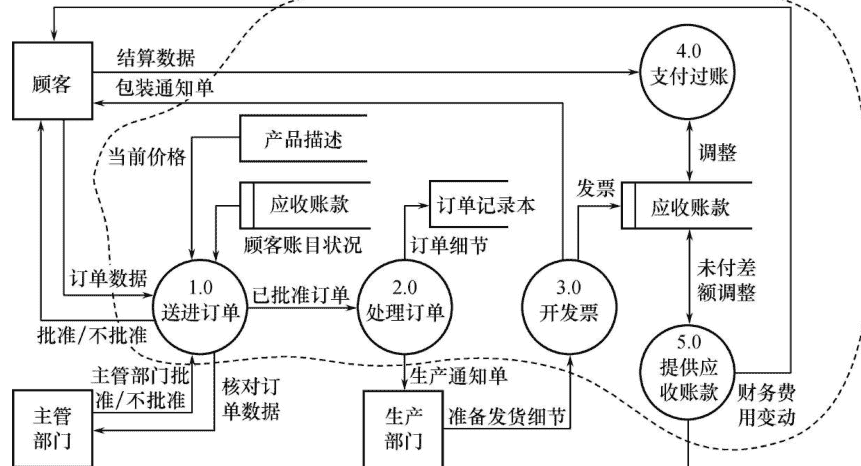 顾客
结算数据
包装通知单
4.0
支付过账
产品描述
当前价格
调整
应收账款
顾客账目状况
订单记录本
订单细节
发票
应收账款
订单数据
1.0
送进订单
已批准订单
2.0
处理订单
3.0
开发票
未付差
额调整
批准/不批准
5.0
提供应
收账款
主管
部门
主管部门批
准/不批准
核对订
单数据
生产通知单
生产
部门
准备发货细节
财务费
用变动